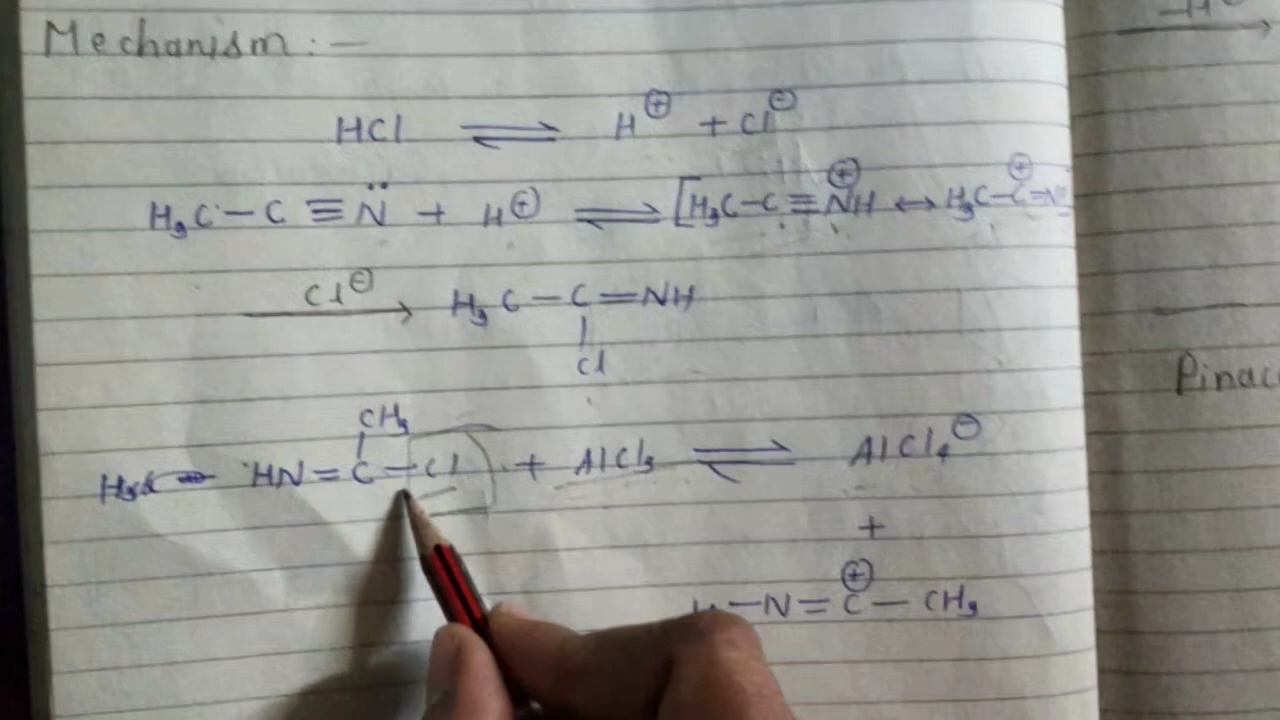 Mechanism :—
HCl ⇌ H⊕ + Cl⊖
H₃C — C ≡ N̈ + H⊕ ⇌ [H₃C—C≡N⊕H ↔ H₃C—C⊕=N
Cl⊖ → H₃C — C = NH
|
Cl
CH₃
|
HN = C — Cl + AlCl₃ ⇌ AlCl₄⊖
+
—N = C⊕ — CH₃
Pinac